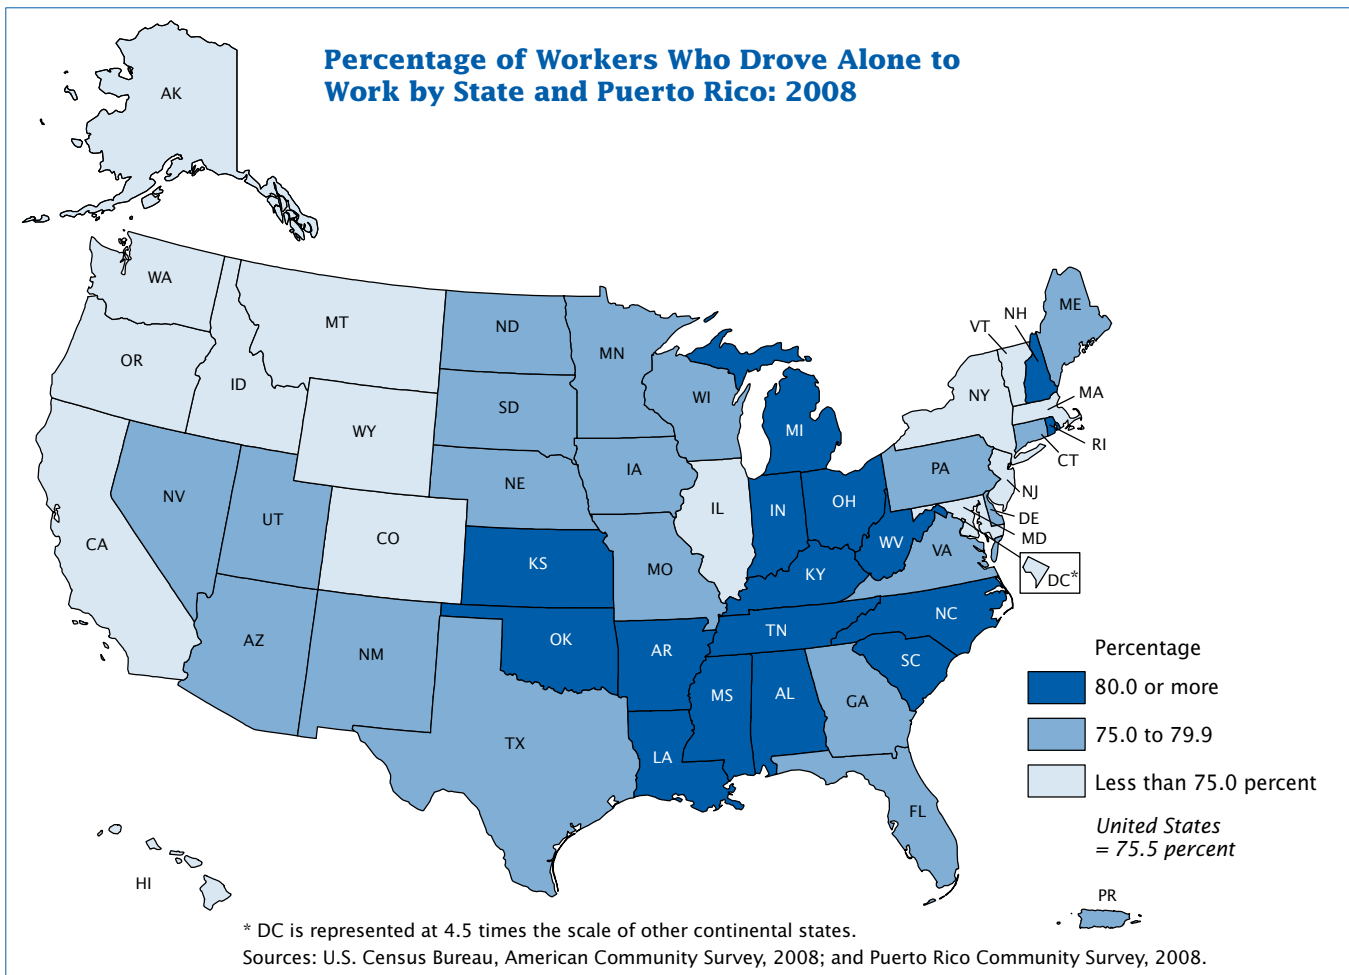 Percentage of Workers Who Drove Alone to
Work by State and Puerto Rico: 2008
AK
WA
MT
ND
MN
OR
ID
SD
WI
WY
MI
VT
NH
ME
NY
MA
RI
CT
PA
NJ
DE
MD
DC*
NV
UT
CO
NE
IA
IL
IN
OH
WV
VA
CA
KS
MO
KY
NC
AZ
NM
OK
AR
TN
SC
MS
AL
GA
TX
LA
FL
HI
PR
Percentage
80.0 or more
75.0 to 79.9
Less than 75.0 percent
United States
= 75.5 percent
* DC is represented at 4.5 times the scale of other continental states.
Sources: U.S. Census Bureau, American Community Survey, 2008; and Puerto Rico Community Survey, 2008.